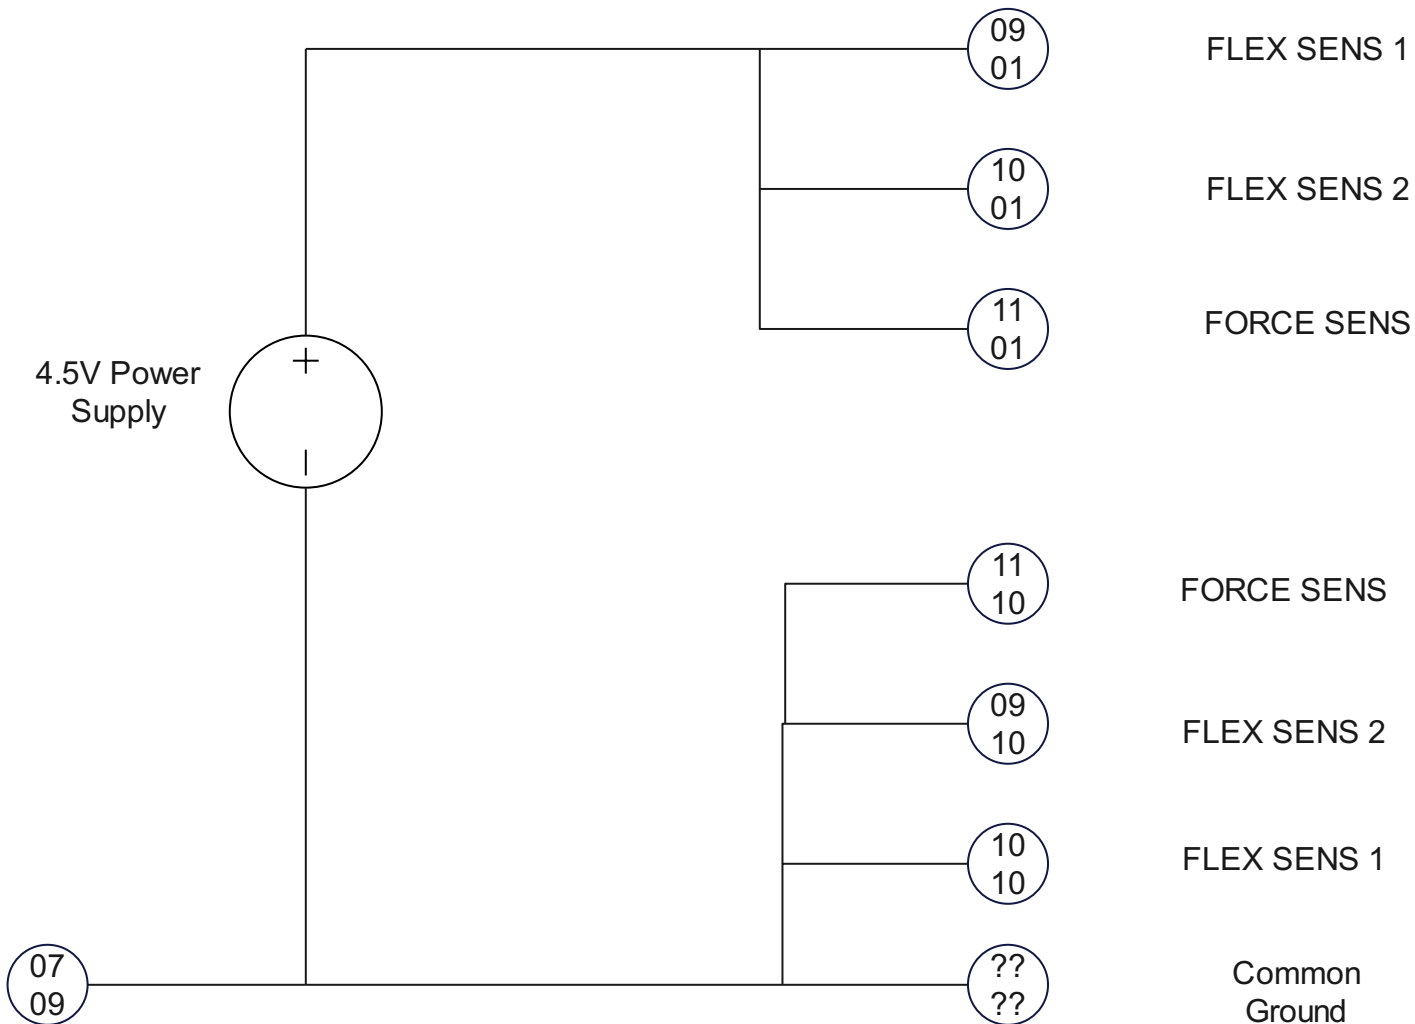 09
01
FLEX SENS 1
10
01
FLEX SENS 2
11
01
FORCE SENS
4.5V Power
Supply
+
-
11
10
FORCE SENS
09
10
FLEX SENS 2
10
10
FLEX SENS 1
07
09
??
??
Common
Ground